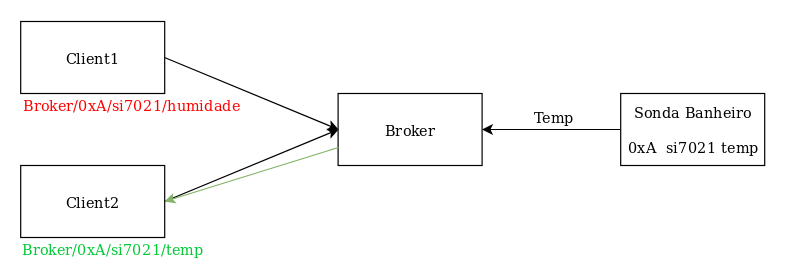 Client1
Broker/0xA/si7021/humidade
Broker
Temp
Sonda Banheiro
0xA si7021 temp
Client2
Broker/0xA/si7021/temp